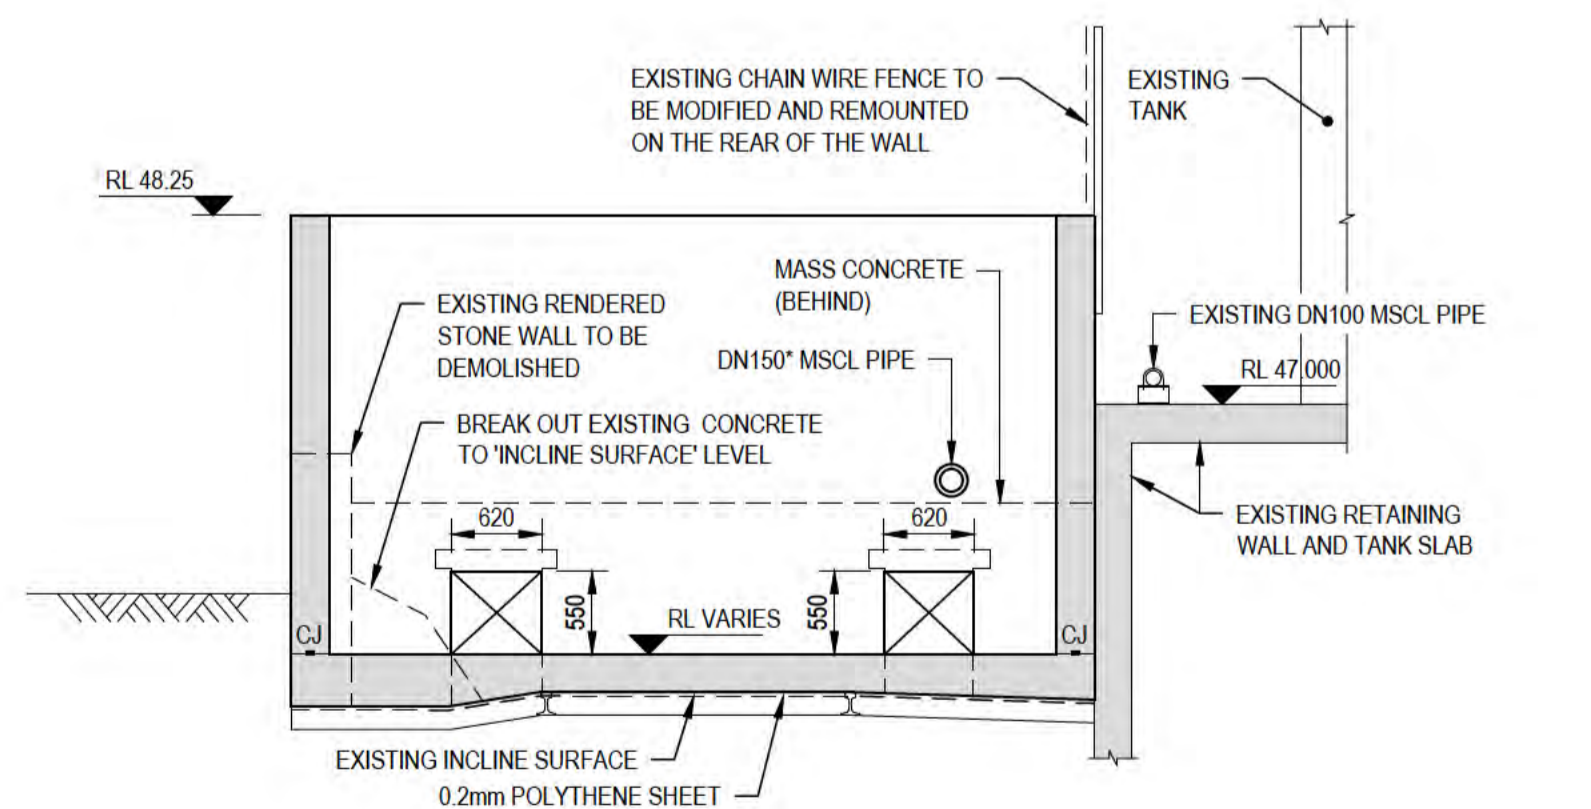 EXISTING CHAIN WIRE FENCE TO
BE MODIFIED AND REMOUNTED
ON THE REAR OF THE WALL
EXISTING
TANK
RL 48.25
MASS CONCRETE
(BEHIND)
EXISTING RENDERED
STONE WALL TO BE
DEMOLISHED
EXISTING DN100 MSCL PIPE
DN150* MSCL PIPE
RL 47.000
BREAK OUT EXISTING CONCRETE
TO 'INCLINE SURFACE' LEVEL
620
620
EXISTING RETAINING
WALL AND TANK SLAB
550
550
RL VARIES
CJ
CJ
EXISTING INCLINE SURFACE
0.2mm POLYTHENE SHEET